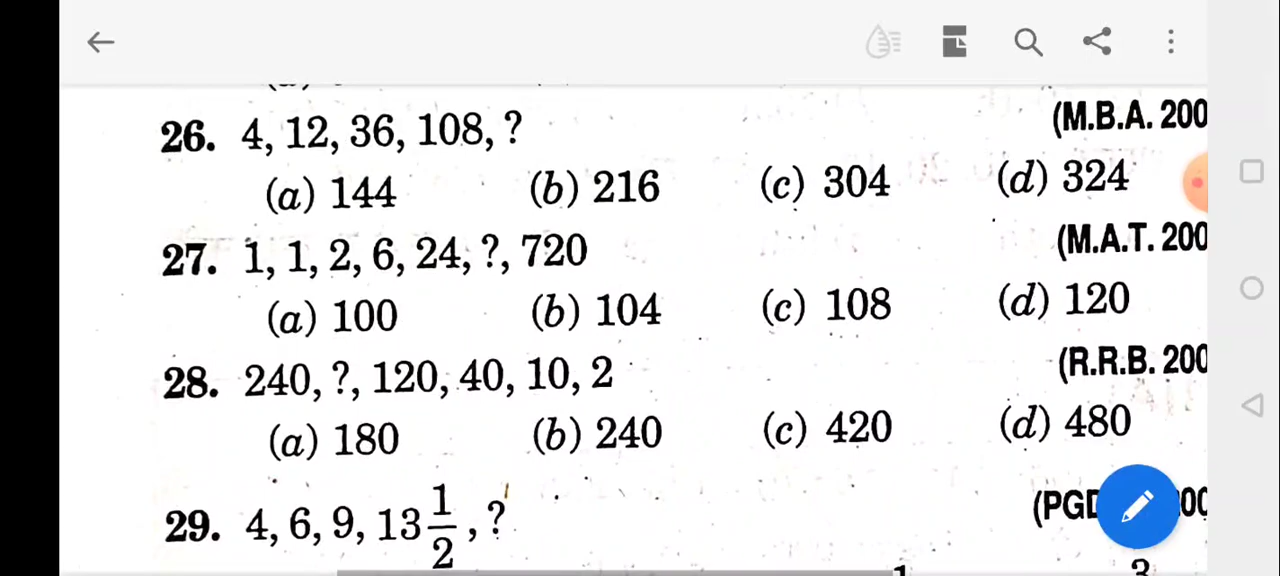 26. 4, 12, 36, 108, ?
(M.B.A. 200
(a) 144 (b) 216 (c) 304 (d) 324
27. 1, 1, 2, 6, 24, ?, 720
(M.A.T. 200
(a) 100 (b) 104 (c) 108 (d) 120
28. 240, ?, 120, 40, 10, 2
(R.R.B. 200
(a) 180 (b) 240 (c) 420 (d) 480
29. 4, 6, 9, 13 1/2, ?
(PGD